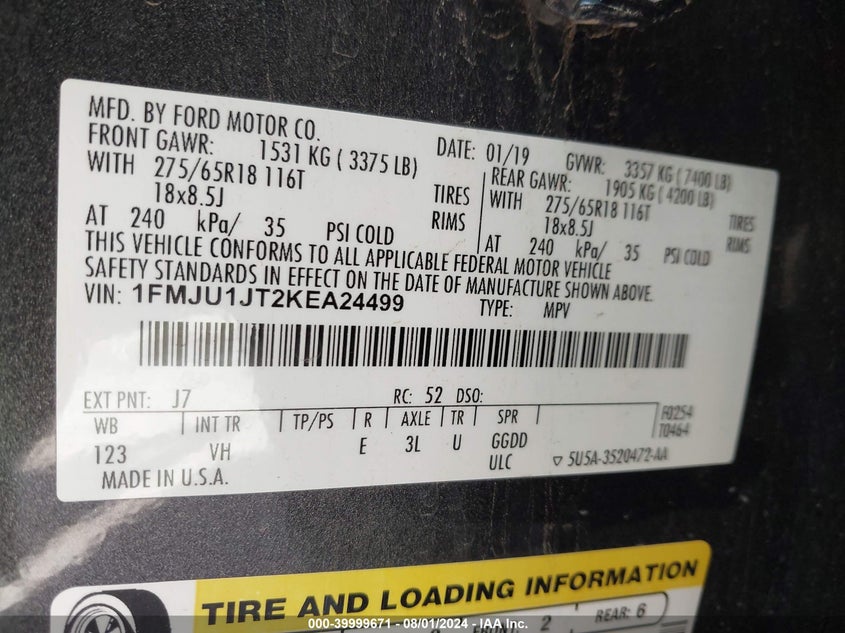 MFD. BY FORD MOTOR CO.
DATE: 01/19 GVWR: 3357 KG ( 7400 LB)
FRONT GAWR: 1531 KG ( 3375 LB)
REAR GAWR: 1905 KG ( 4200 LB)
WITH 275/65R18 116T TIRES
WITH 275/65R18 116T TIRES
18x8.5J RIMS
18x8.5J RIMS
AT 240 kPa/ 35 PSI COLD
AT 240 kPa/ 35 PSI COLD
THIS VEHICLE CONFORMS TO ALL APPLICABLE FEDERAL MOTOR VEHICLE
SAFETY STANDARDS IN EFFECT ON THE DATE OF MANUFACTURE SHOWN ABOVE.
VIN: 1FMJU1JT2KEA24499 TYPE: MPV
EXT PNT: J7 RC: 52 DSO:
WB INT TR TP/PS R AXLE TR SPR F0254
T0464
123 VH E 3L U GGDD
ULC ▽ 5U5A-3520472-AA
MADE IN U.S.A.
TIRE AND LOADING INFORMATION
2 REAR: 6
000-39999671 - 08/01/2024 - IAA Inc.